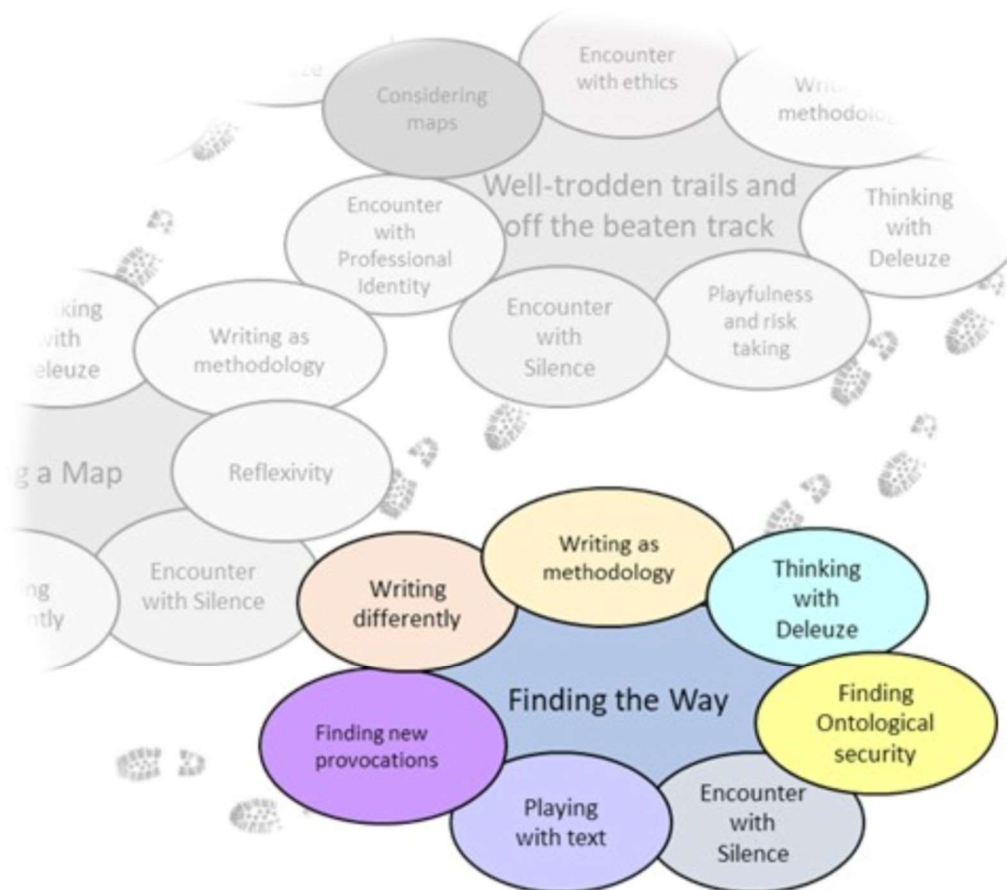 Considering
maps
Encounter
with ethics
methodology
Well-trodden trails and
off the beaten track
Encounter
with
Professional
Identity
Thinking
with
Deleuze
Encounter
with
Silence
Playfulness
and risk
taking
with
Writing as
methodology
Reflexivity
a Map
Encounter
with Silence
Writing
differently
Writing as
methodology
Thinking
with
Deleuze
Finding the Way
Finding new
provocations
Finding
Ontological
security
Playing
with text
Encounter
with
Silence